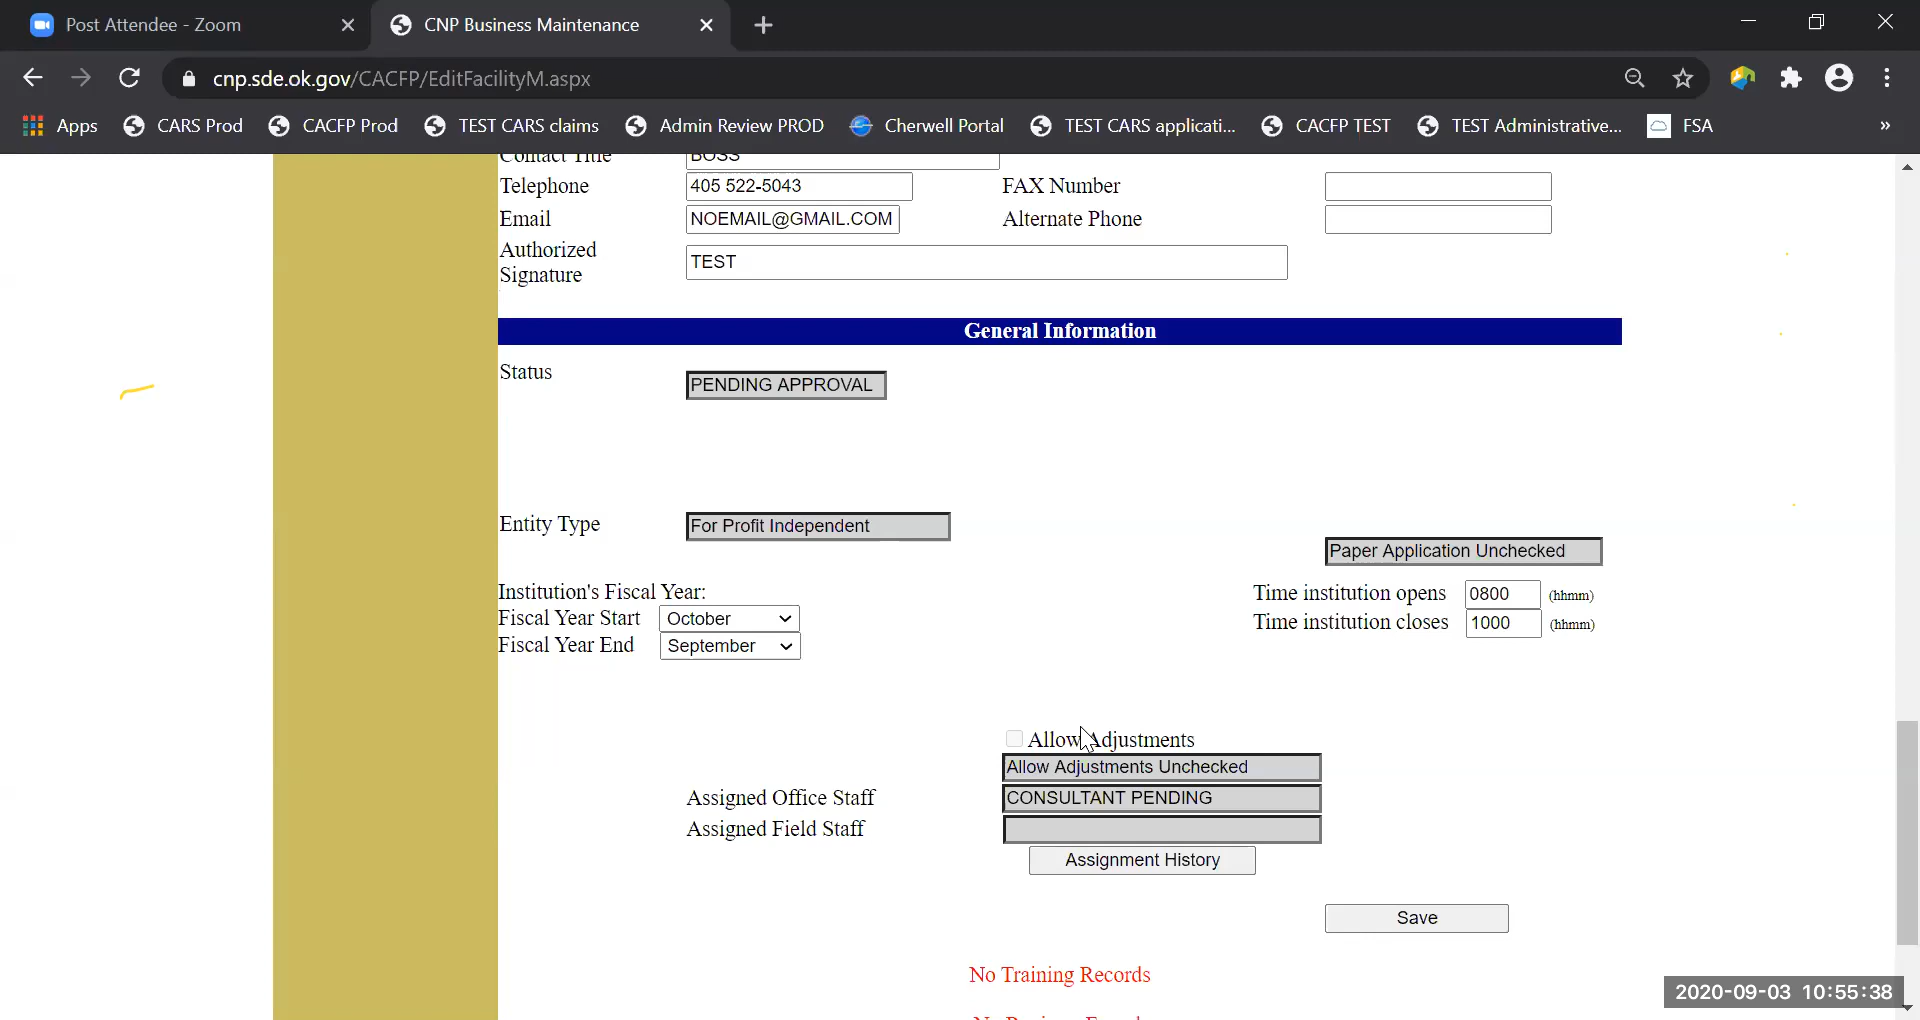 Post Attendee - Zoom
CNP Business Maintenance
cnp.sde.ok.gov/CACFP/EditFacilityM.aspx
Apps CARS Prod CACFP Prod TEST CARS claims Admin Review PROD Cherwell Portal TEST CARS applicati... CACFP TEST TEST Administrative... FSA »
Contact Title BOSS
Telephone 405 522-5043 FAX Number
Email NOEMAIL@GMAIL.COM Alternate Phone
Authorized
Signature
TEST
General Information
Status
PENDING APPROVAL
Entity Type For Profit Independent
Paper Application Unchecked
Institution's Fiscal Year: Time institution opens 0800 (hhmm)
Fiscal Year Start October
Time institution closes 1000 (hhmm)
Fiscal Year End September
Allow Adjustments
Allow Adjustments Unchecked
Assigned Office Staff CONSULTANT PENDING
Assigned Field Staff
Assignment History
Save
No Training Records
2020-09-03 10:55:38